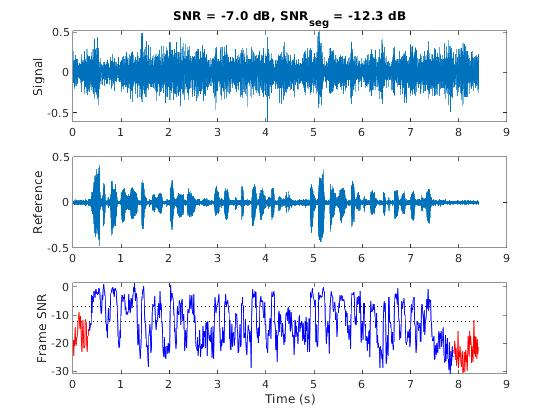 SNR = -7.0 dB, SNRseg = -12.3 dB
Signal
0.5
0
-0.5
0 1 2 3 4 5 6 7 8 9
Reference
0.5
0
-0.5
0 1 2 3 4 5 6 7 8 9
Frame SNR
0
-10
-20
-30
0 1 2 3 4 5 6 7 8 9
Time (s)